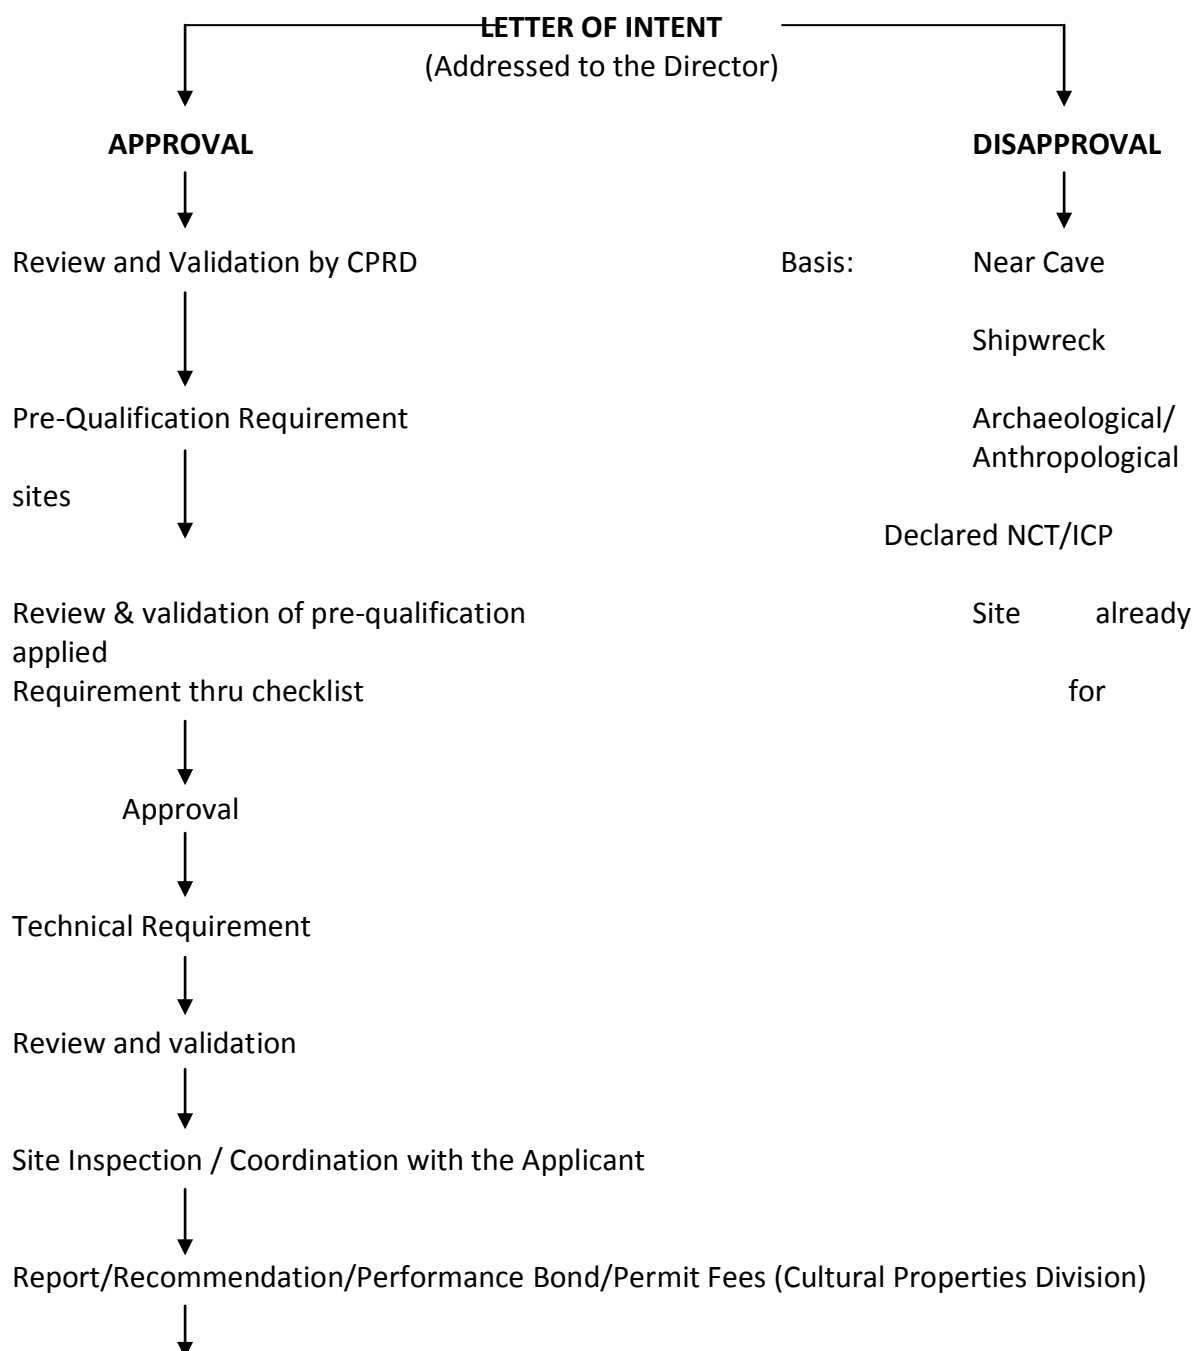 LETTER OF INTENT
(Addressed to the Director)
APPROVAL DISAPPROVAL
Review and Validation by CPRD Basis: Near Cave
Shipwreck
Pre-Qualification Requirement Archaeological/
Anthropological
sites
Declared NCT/ICP
Review & validation of pre-qualification Site already
applied
Requirement thru checklist for
Approval
Technical Requirement
Review and validation
Site Inspection / Coordination with the Applicant
Report/Recommendation/Performance Bond/Permit Fees (Cultural Properties Division)